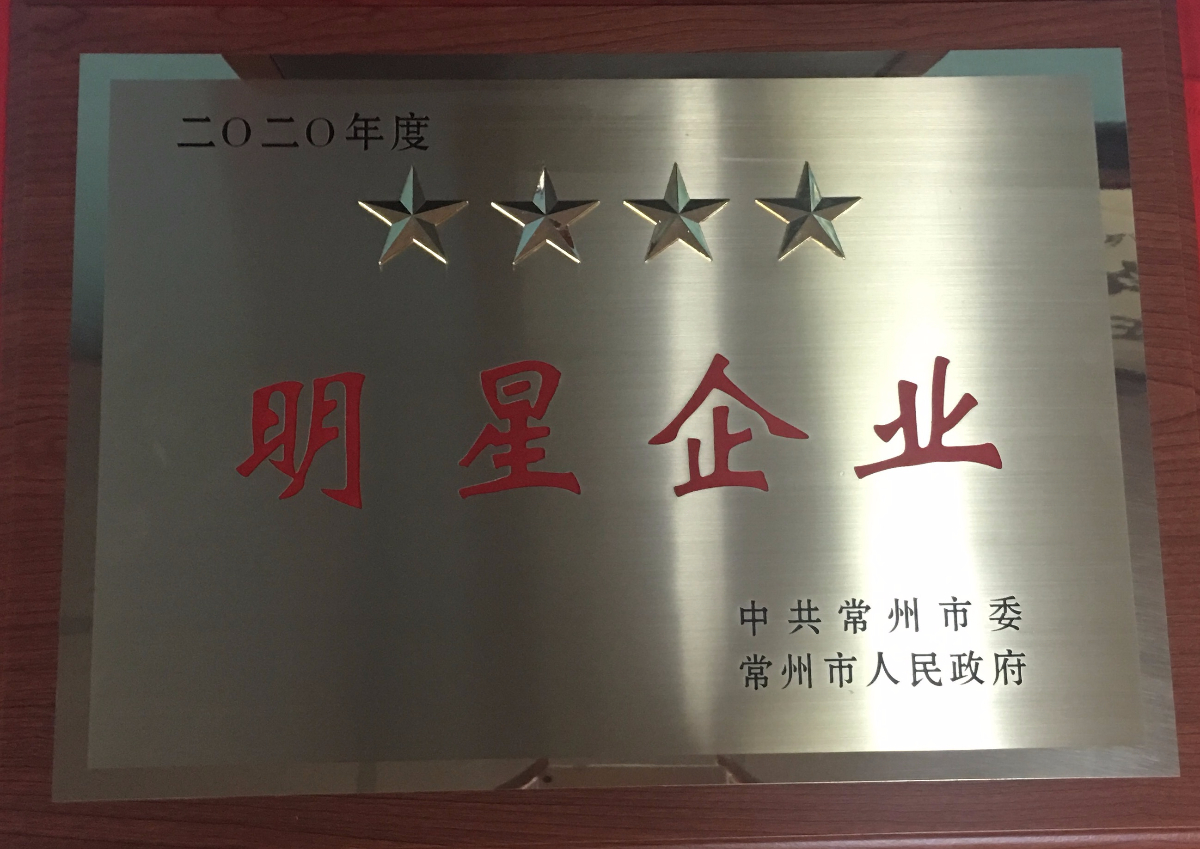 二〇二〇年度
明星企业
中共常州市委
常州市人民政府